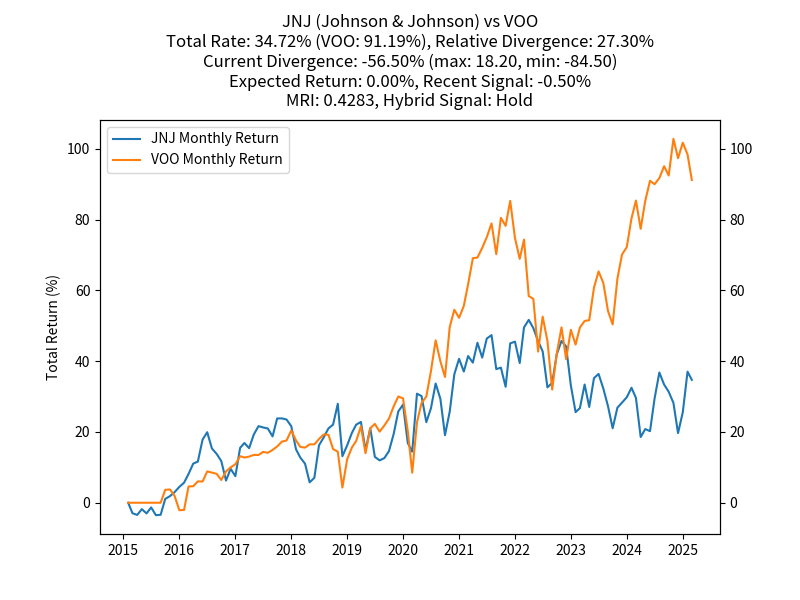 JNJ (Johnson & Johnson) vs VOO
Total Rate: 34.72% (VOO: 91.19%), Relative Divergence: 27.30%
Current Divergence: -56.50% (max: 18.20, min: -84.50)
Expected Return: 0.00%, Recent Signal: -0.50%
MRI: 0.4283, Hybrid Signal: Hold
JNJ Monthly Return
VOO Monthly Return
Total Return (%)
100 100
80 80
60 60
40 40
20 20
0 0
2015 2016 2017 2018 2019 2020 2021 2022 2023 2024 2025